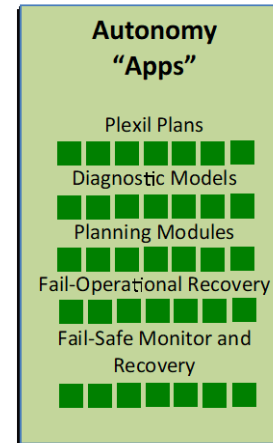 Autonomy
“Apps”
Plexil Plans
Diagnostic Models
Planning Modules
Fail-Operational Recovery
Fail-Safe Monitor and
Recovery